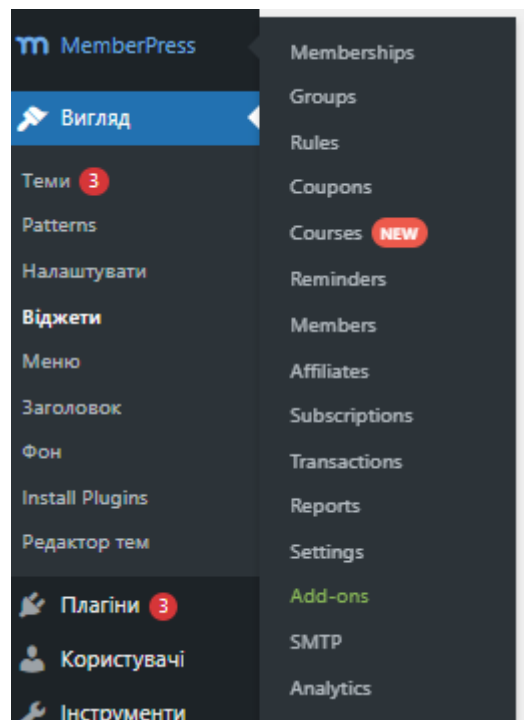 MemberPress
Вигляд
Теми 3
Patterns
Налаштувати
Віджети
Меню
Заголовок
Фон
Install Plugins
Редактор тем
Плагіни 3
Користувачі
Інструменти
Memberships
Groups
Rules
Coupons
Courses NEW
Reminders
Members
Affiliates
Subscriptions
Transactions
Reports
Settings
Add-ons
SMTP
Analytics